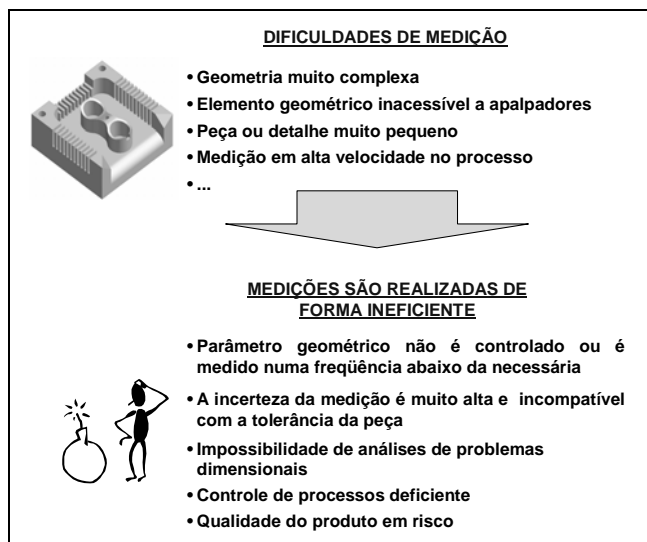 DIFICULDADES DE MEDIÇÃO
• Geometria muito complexa
• Elemento geométrico inacessível a apalpadores
• Peça ou detalhe muito pequeno
• Medição em alta velocidade no processo
• ...
MEDIÇÕES SÃO REALIZADAS DE
FORMA INEFICIENTE
• Parâmetro geométrico não é controlado ou é
medido numa freqüência abaixo da necessária
• A incerteza da medição é muito alta e incompatível
com a tolerância da peça
• Impossibilidade de análises de problemas
dimensionais
• Controle de processos deficiente
• Qualidade do produto em risco